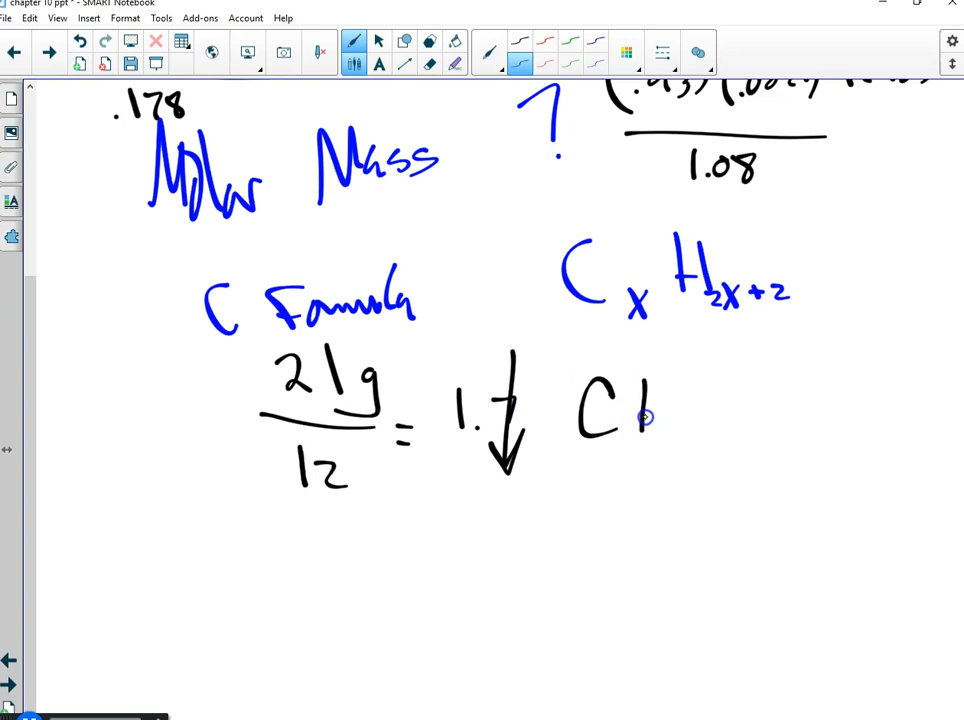 chapter 10 ppt * - SMART Notebook
File Edit View Insert Format Tools Add-ons Account Help
.178
1.08
Molar Mass ?
C Formula CxH2x+2
21g
12
= 1.7
C